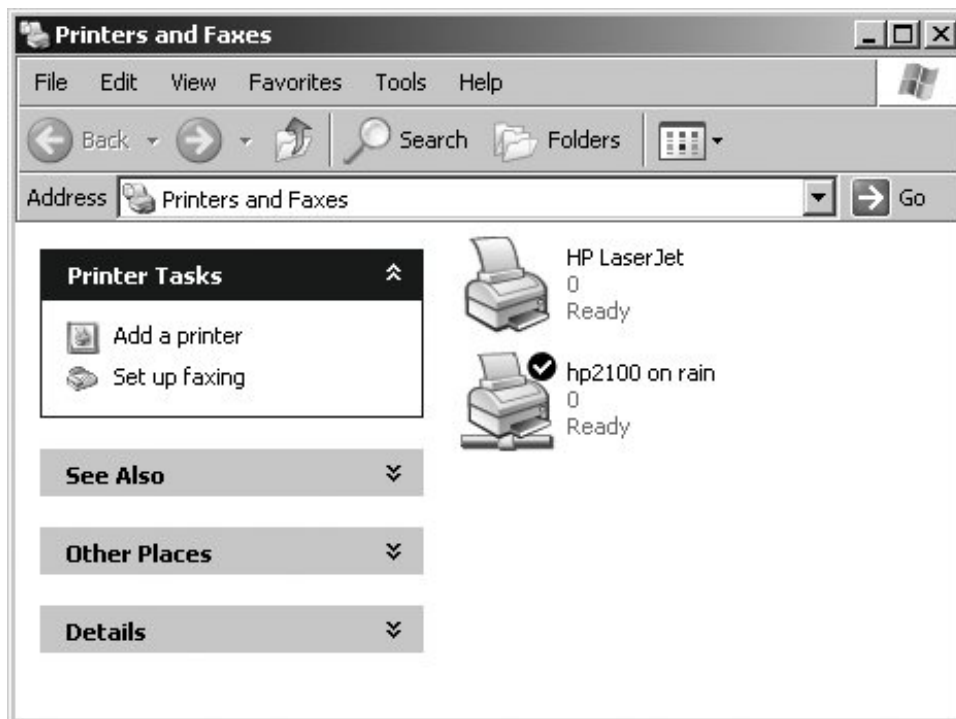 Printers and Faxes
File Edit View Favorites Tools Help
Back Search Folders
Address Printers and Faxes Go
Printer Tasks
Add a printer
Set up faxing
See Also
Other Places
Details
HP LaserJet
0
Ready
hp2100 on rain
0
Ready